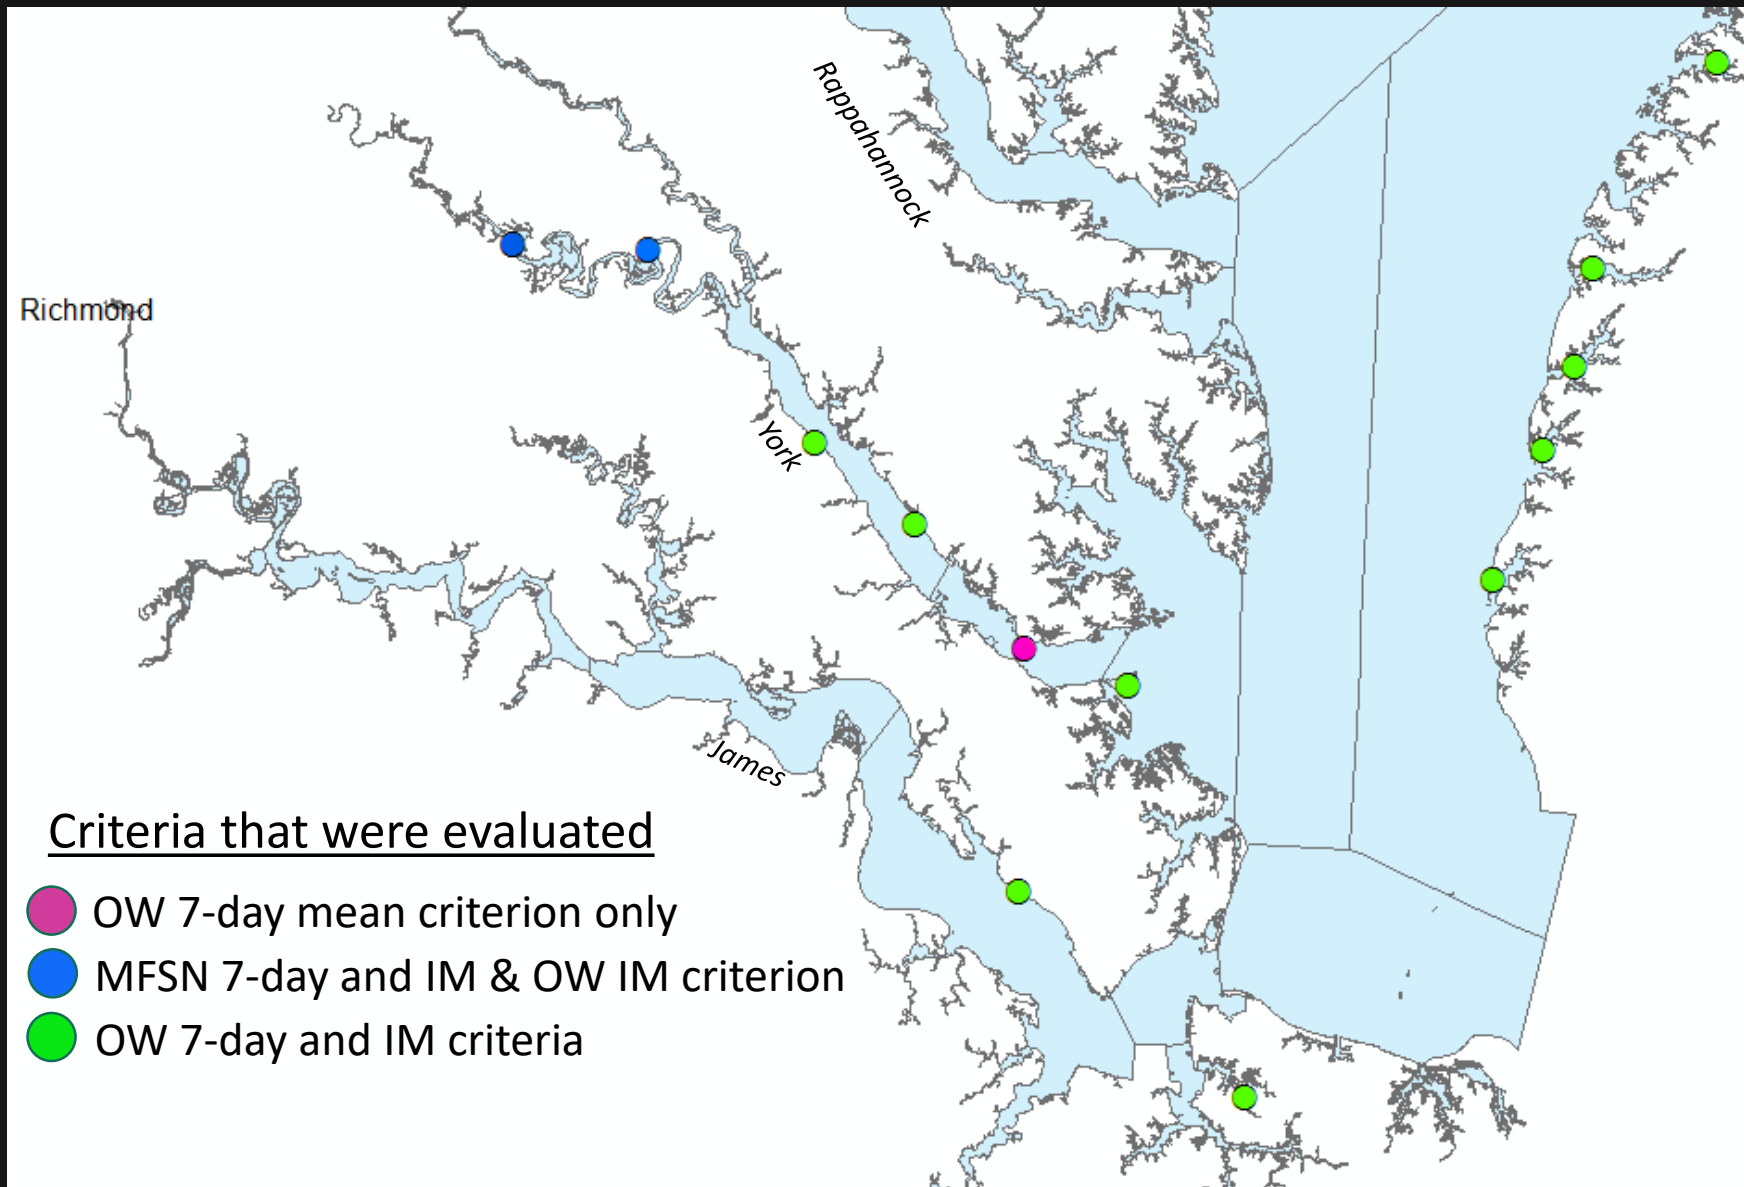 Rappahannock
Richmond
York
James
Criteria that were evaluated
OW 7-day mean criterion only
MFSN 7-day and IM & OW IM criterion
OW 7-day and IM criteria